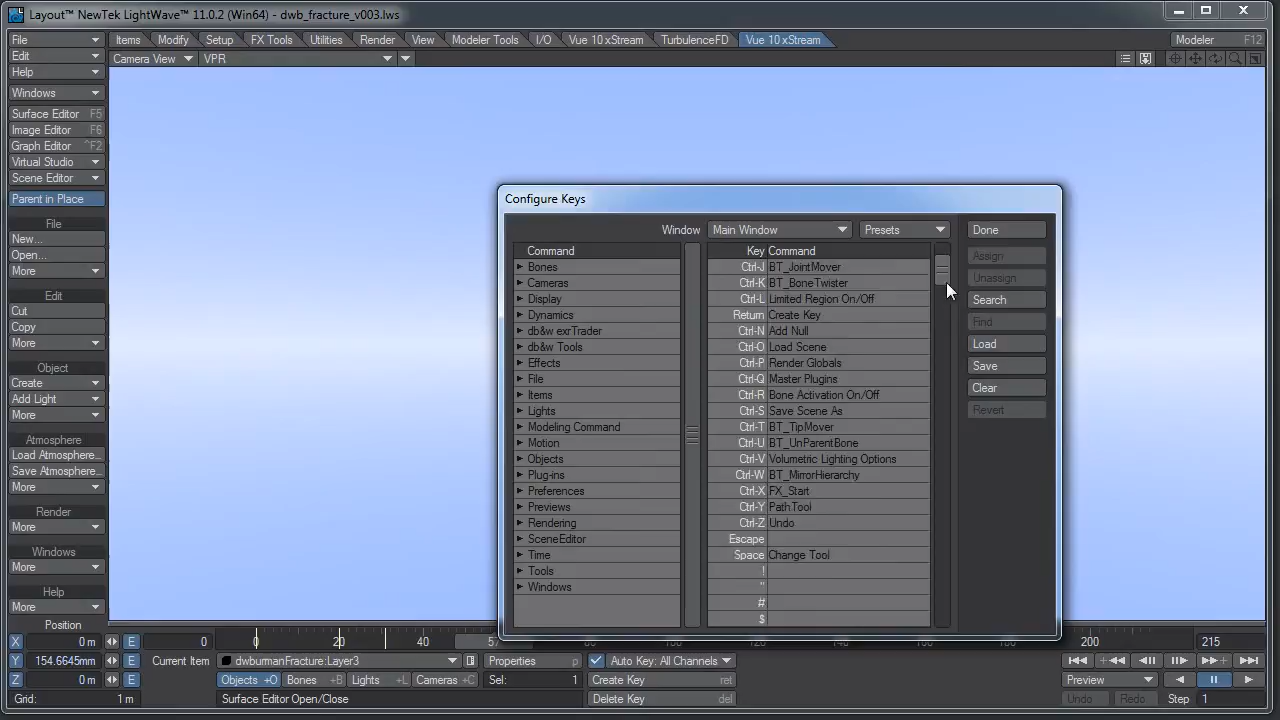 Layout™ NewTek LightWave™ 11.0.2 (Win64) - dwb_fracture_v003.lws
File
Items
Modify
Setup
FX Tools
Utilities
Render
View
Modeler Tools
I/O
Vue 10 xStream
TurbulenceFD
Vue 10 xStream
Modeler F12
Edit
Camera View
VPR
Help
Windows
Surface Editor F5
Image Editor F6
Graph Editor ^F2
Virtual Studio
Scene Editor
Parent in Place
File
New...
Open...
More
Edit
Cut
Copy
More
Object
Create
Add Light
More
Atmosphere
Load Atmosphere...
Save Atmosphere...
More
Render
More
Windows
More
Help
More
Configure Keys
Window Main Window Presets
Command
Bones
Cameras
Display
Dynamics
db&w exrTrader
db&w Tools
Effects
File
Items
Lights
Modeling Command
Motion
Objects
Plug-ins
Preferences
Previews
Rendering
SceneEditor
Time
Tools
Windows
Key Command
Ctrl-J BT_JointMover
Ctrl-K BT_BoneTwister
Ctrl-L Limited Region On/Off
Return Create Key
Ctrl-N Add Null
Ctrl-O Load Scene
Ctrl-P Render Globals
Ctrl-Q Master Plugins
Ctrl-R Bone Activation On/Off
Ctrl-S Save Scene As
Ctrl-T BT_TipMover
Ctrl-U BT_UnParentBone
Ctrl-V Volumetric Lighting Options
Ctrl-W BT_MirrorHierarchy
Ctrl-X FX_Start
Ctrl-Y PathTool
Ctrl-Z Undo
Escape
Space Change Tool
!
"
#
$
Done
Assign
Unassign
Search
Find
Load
Save
Clear
Revert
Position
X 0 m E 0 0 20 40 57 80 100 120 140 160 180 200 215
Y 154.6645mm E Current Item dwburmanFracture:Layer3 Properties p Auto Key: All Channels
Z 0 m E Objects +O Bones +B Lights +L Cameras +C Sel: 1 Create Key ret Preview
Grid: 1 m Surface Editor Open/Close Delete Key del Undo Redo Step 1